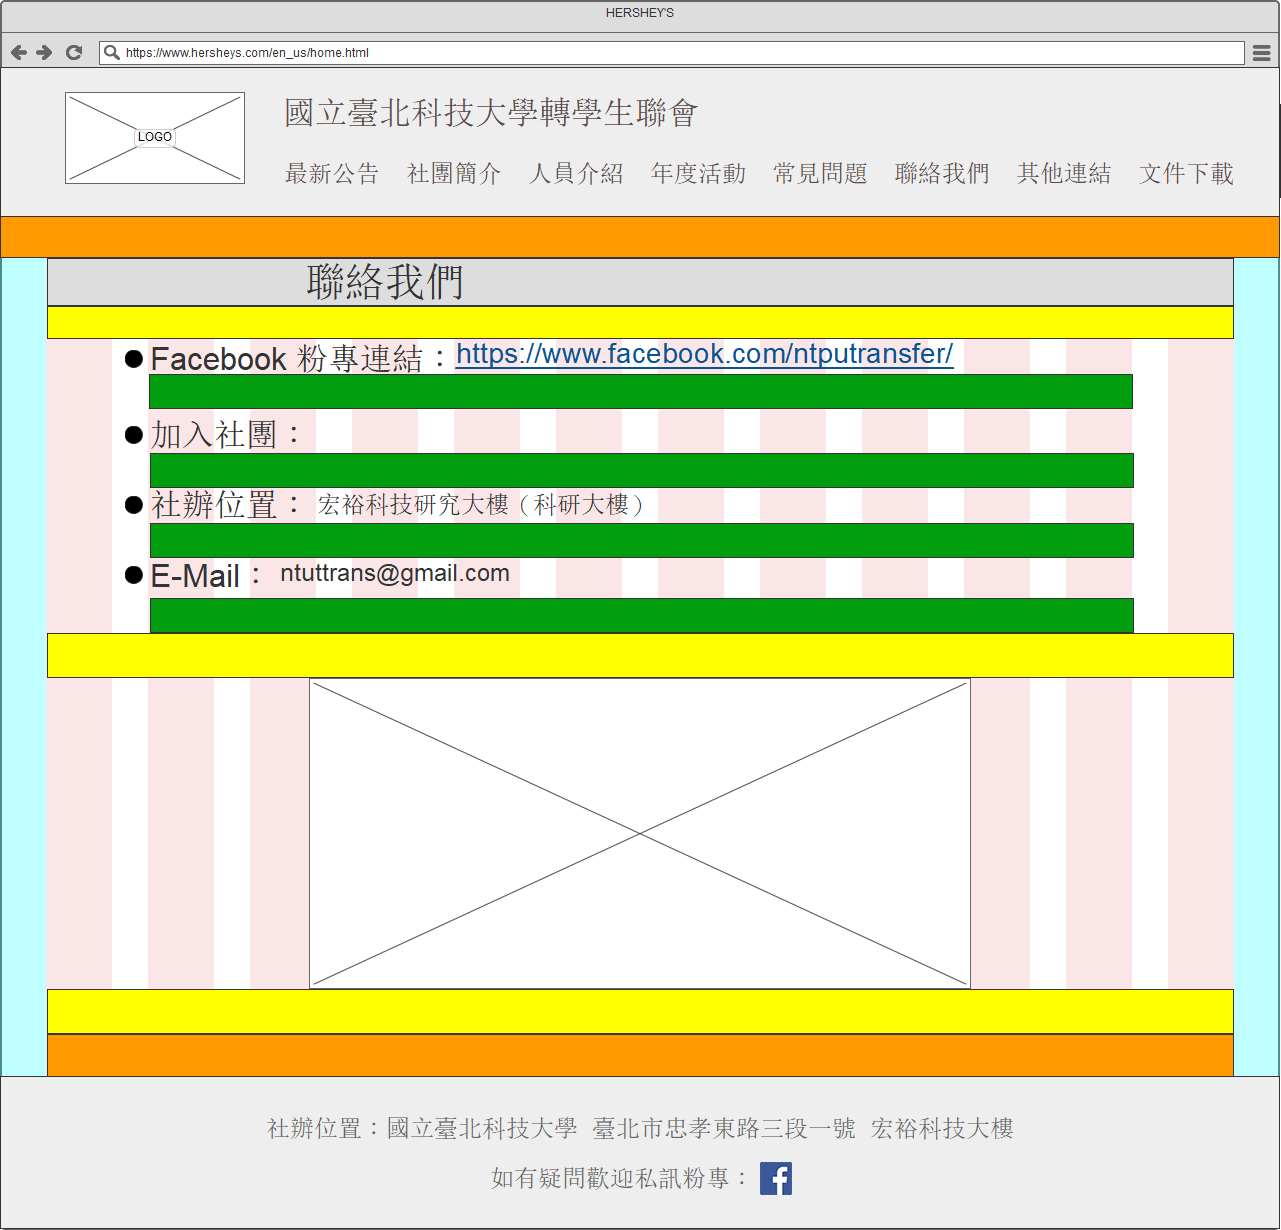 HERSHEY'S
https://www.hersheys.com/en_us/home.html
LOGO
國立臺北科技大學轉學生聯會
最新公告 社團簡介 人員介紹 年度活動 常見問題 聯絡我們 其他連結 文件下載
聯絡我們
Facebook 粉專連結：https://www.facebook.com/ntputransfer/
加入社團：
社辦位置： 宏裕科技研究大樓（科研大樓）
E-Mail： ntuttrans@gmail.com
社辦位置：國立臺北科技大學 臺北市忠孝東路三段一號 宏裕科技大樓
如有疑問歡迎私訊粉專：